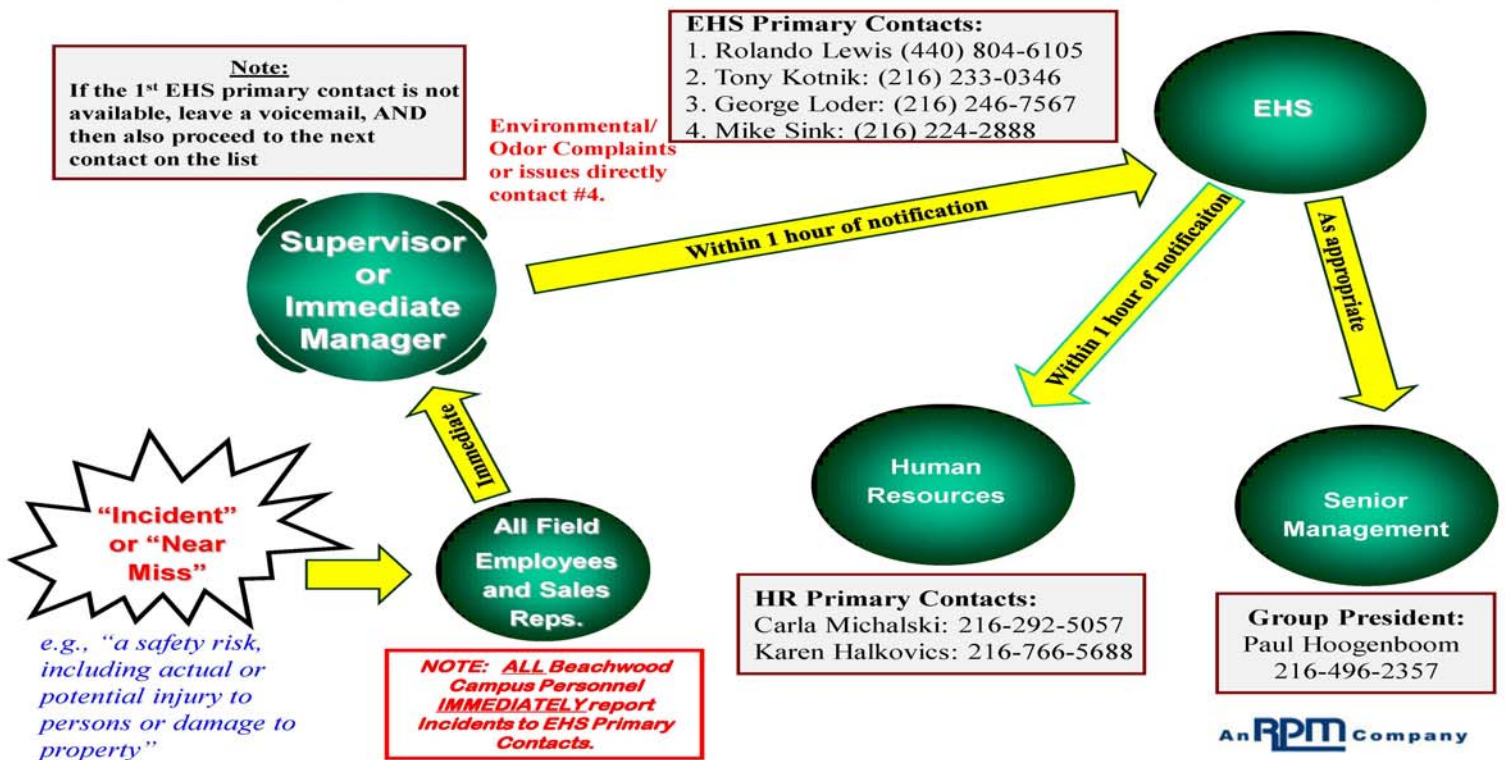 Note:
If the 1st EHS primary contact is not
available, leave a voicemail, AND
then also proceed to the next
contact on the list
EHS Primary Contacts:
1. Rolando Lewis (440) 804-6105
2. Tony Kotnik: (216) 233-0346
3. George Loder: (216) 246-7567
4. Mike Sink: (216) 224-2888
EHS
Environmental/
Odor Complaints
or issues directly
contact #4.
Supervisor
or
Immediate
Manager
Within 1 hour of notification
Within 1 hour of notificaiton
As appropriate
Immediate
"Incident"
or "Near
Miss"
e.g., "a safety risk,
including actual or
potential injury to
persons or damage to
property"
All Field
Employees
and Sales
Reps.
NOTE: ALL Beachwood
Campus Personnel
IMMEDIATELY report
Incidents to EHS Primary
Contacts.
Human
Resources
HR Primary Contacts:
Carla Michalski: 216-292-5057
Karen Halkovics: 216-766-5688
Senior
Management
Group President:
Paul Hoogenboom
216-496-2357
An RPM Company